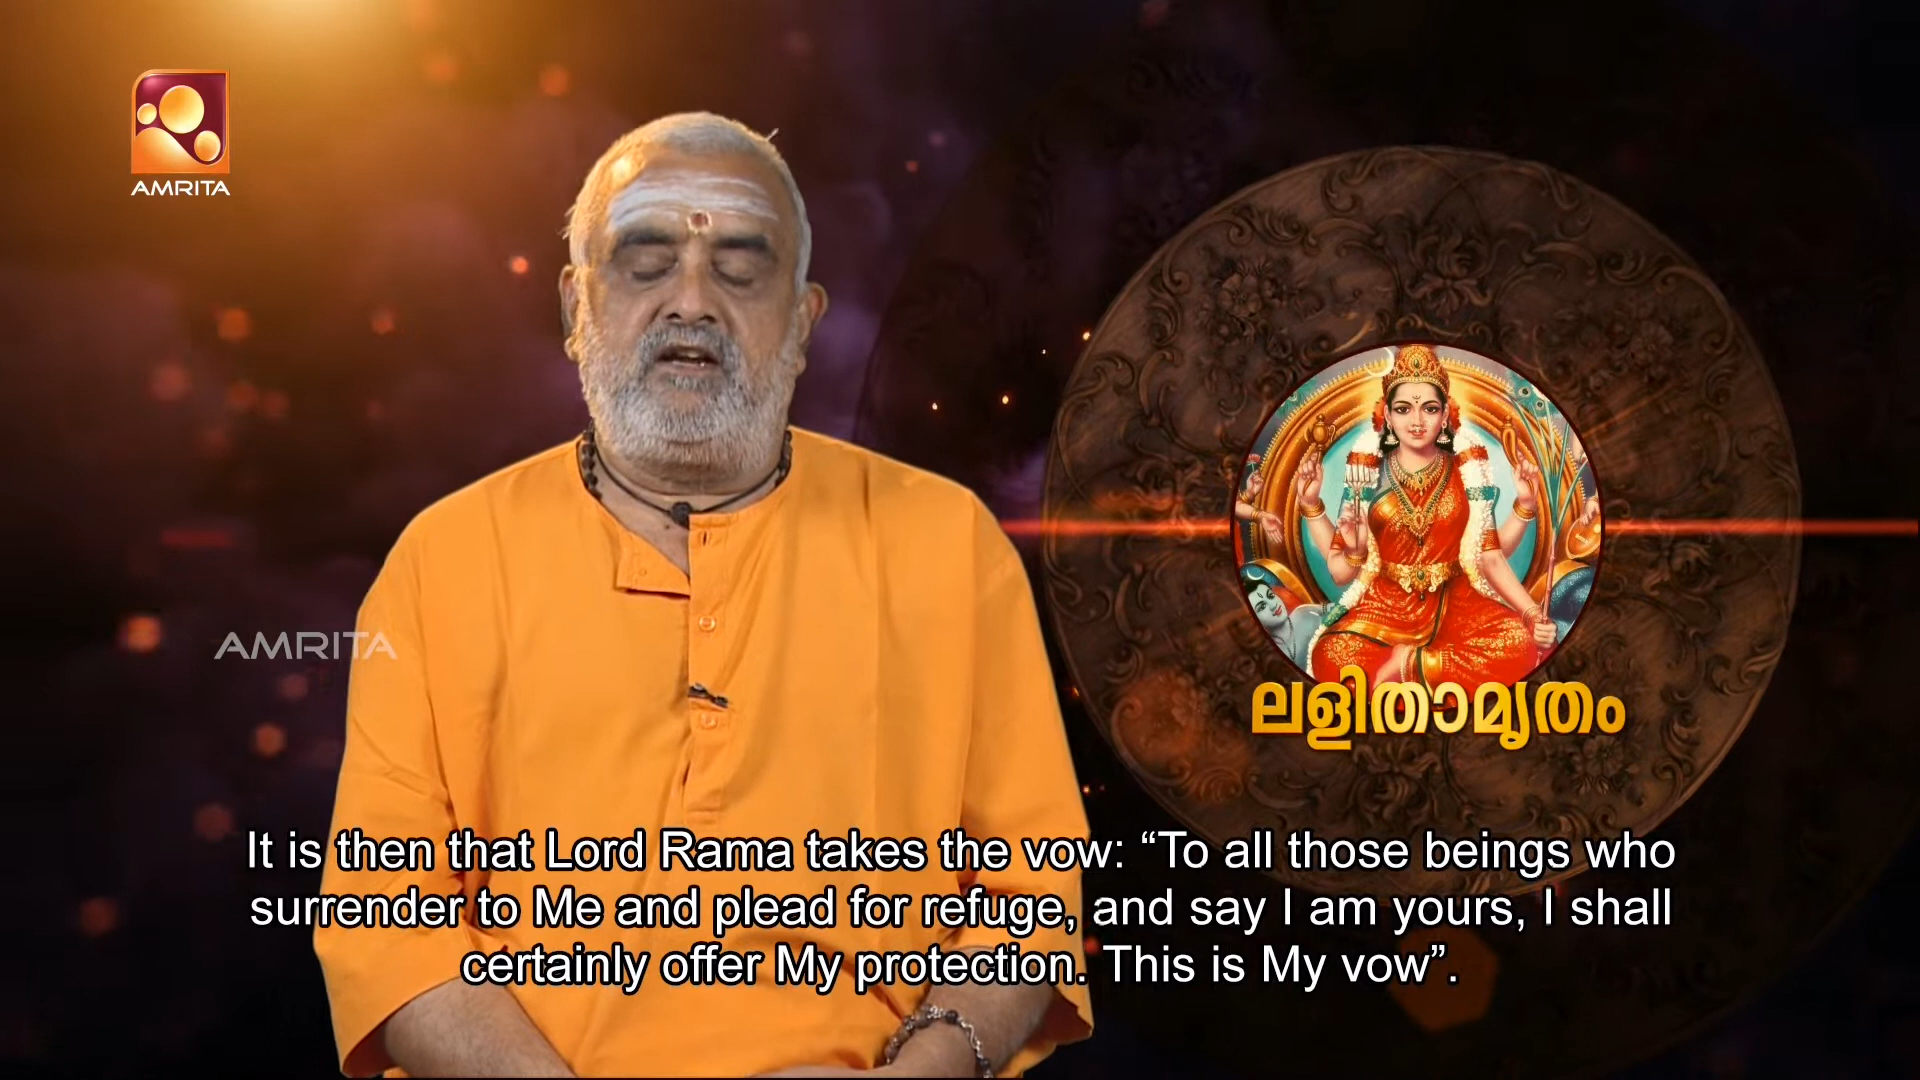 AMRITA
AMRITA
ലളിതാമൃതം
It is then that Lord Rama takes the vow: “To all those beings who
surrender to Me and plead for refuge, and say I am yours, I shall
certainly offer My protection. This is My vow”.